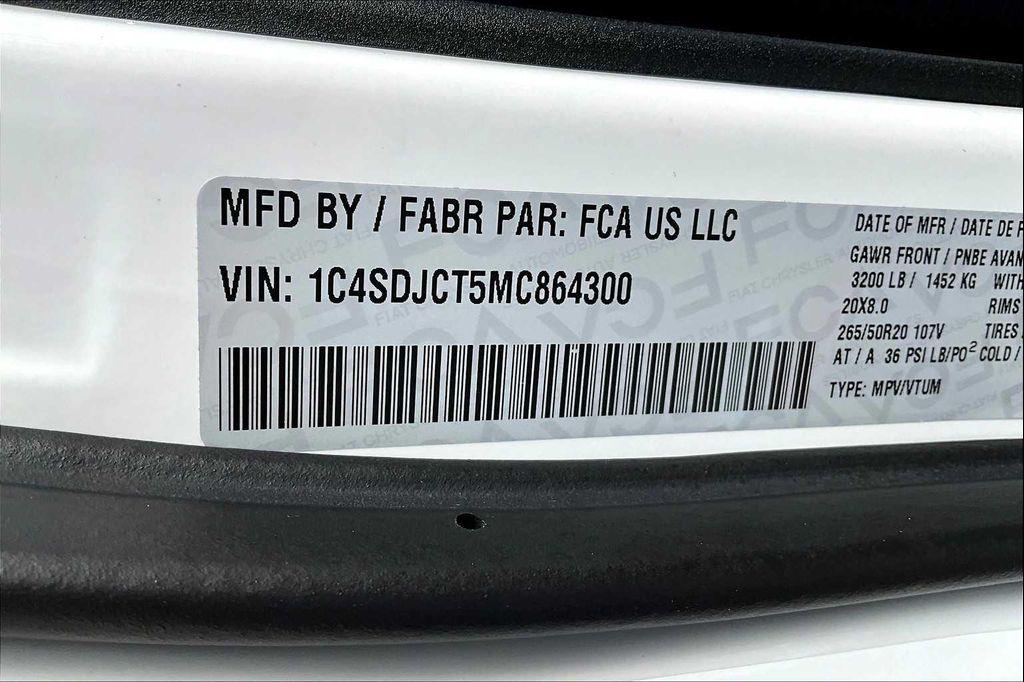 MFD BY / FABR PAR: FCA US LLC
VIN: 1C4SDJCT5MC864300
DATE OF MFR / DATE DE F
GAWR FRONT / PNBE AVAN
3200 LB / 1452 KG WITH
20X8.0 RIMS
265/50R20 107V TIRES
AT / A 36 PSI LB/PO² COLD /
TYPE: MPV/VTUM